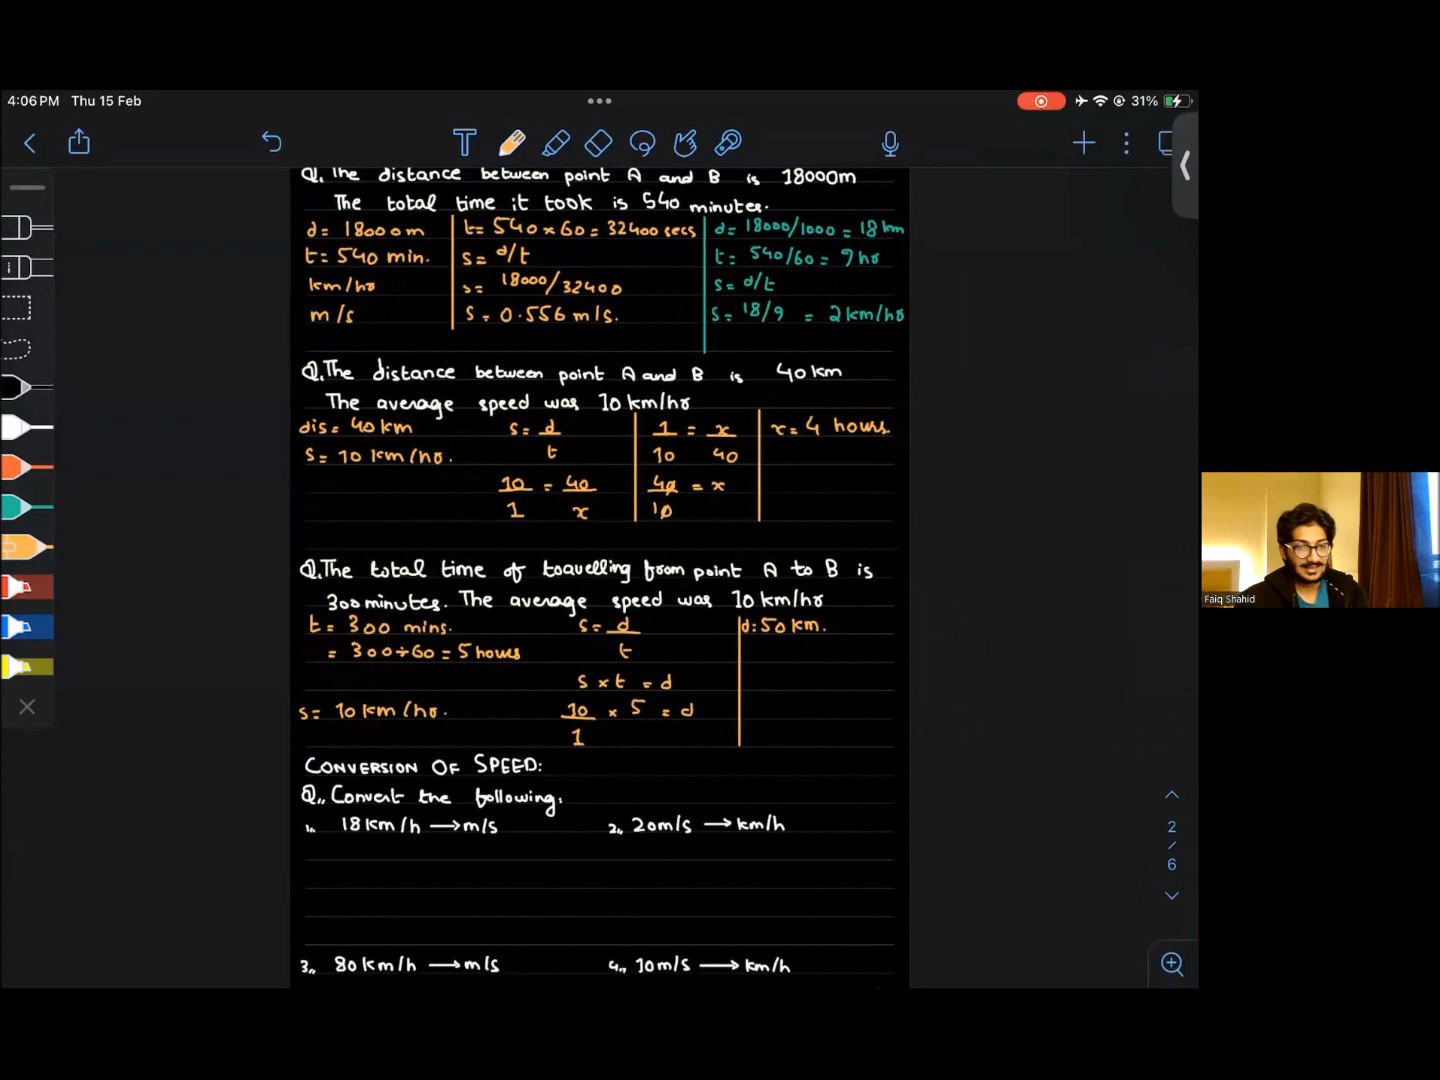 4:06 PM Thu 15 Feb
31%
Q. The distance between point A and B is 18000m
The total time it took is 540 minutes.
d = 18000m
t = 540 min.
km/hr
m/s
t = 540 × 60 = 32400 secs
s = d/t
s = 18000/32400
s = 0.556 m/s.
d = 18000/1000 = 18 km
t = 540/60 = 9 hr
s = d/t
s = 18/9 = 2 km/hr
Q. The distance between point A and B is 40 km
The average speed was 10 km/hr
dis = 40 km
s = 10 km/hr.
s = d/t
10/1 = 40/x
1/10 = x/40
40/10 = x
x = 4 hours.
Q. The total time of travelling from point A to B is
300 minutes. The average speed was 10 km/hr
t = 300 mins.
= 300 ÷ 60 = 5 hours
s = 10 km/hr.
s = d/t
s × t = d
10/1 × 5 = d
d = 50 km.
CONVERSION OF SPEED:
Q.. Convert the following:
1.. 18 km/h → m/s
2.. 20 m/s → km/h
3.. 80 km/h → m/s
4.. 10 m/s → km/h
2
/
6
Faiq Shahid